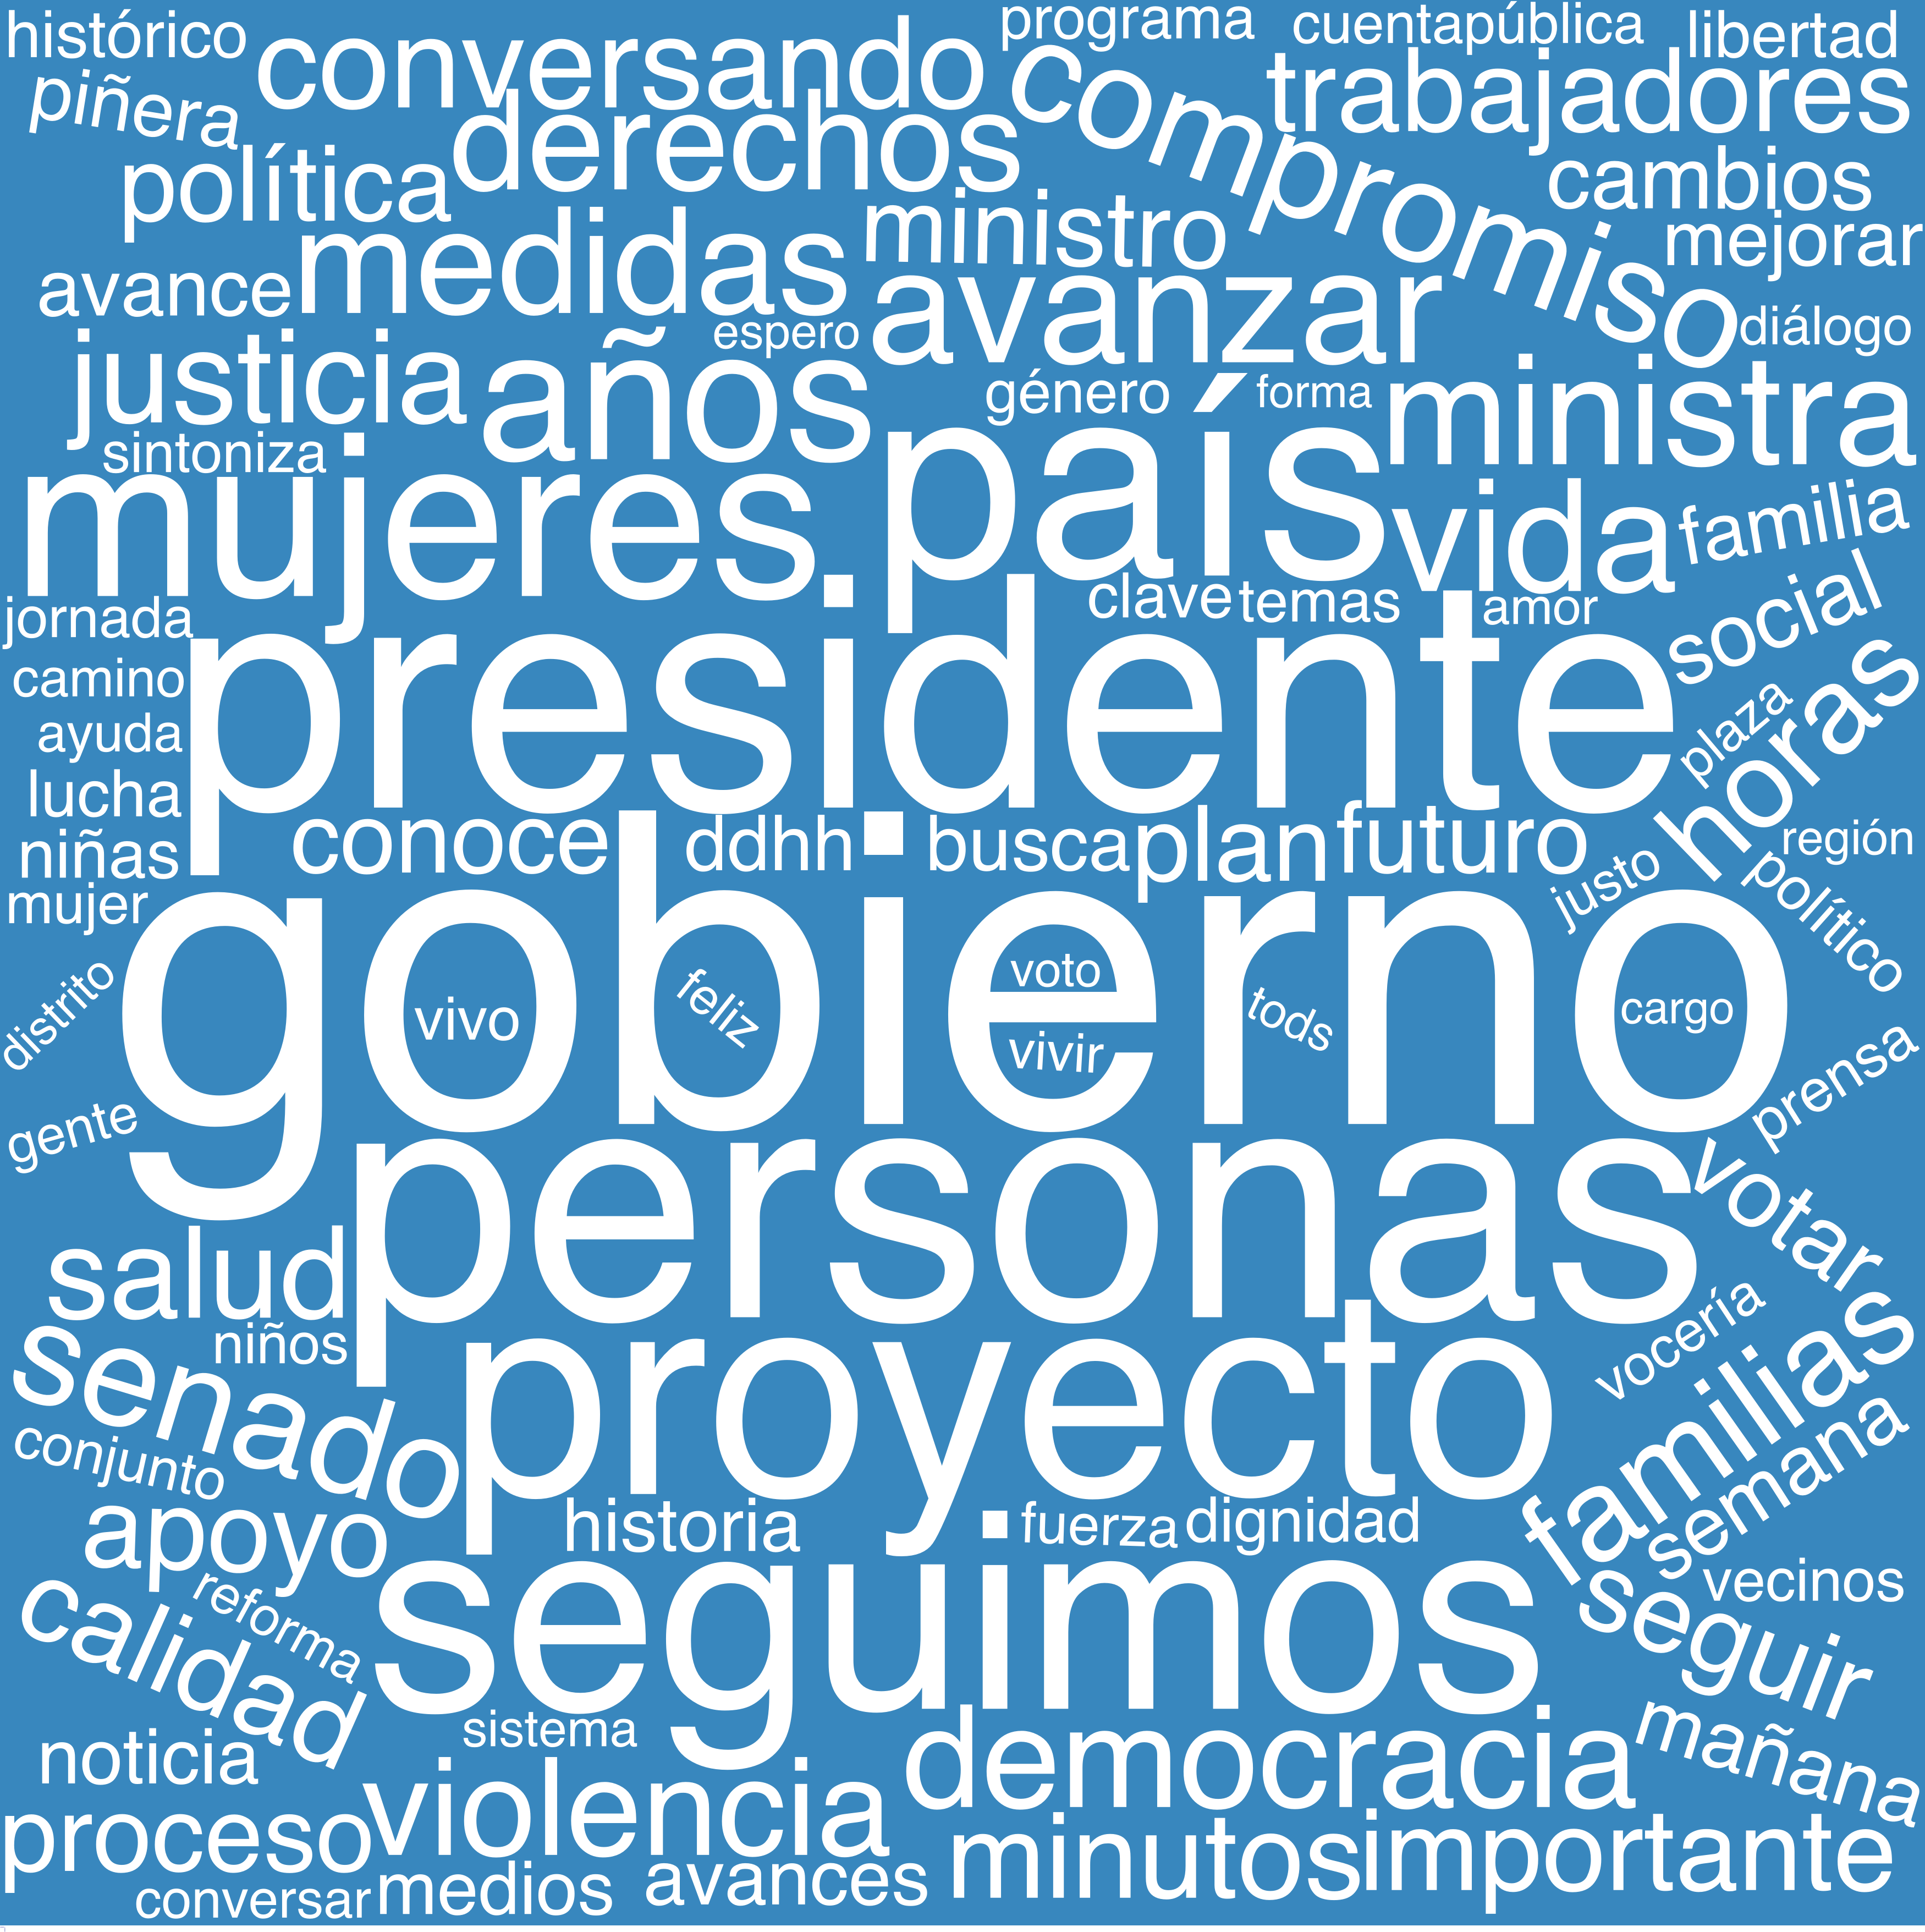 histórico
conversando
programa
cuentapública
libertad
piñera
derechos
compromiso
trabajadores
política
ministro
cambios
mejorar
avance
medidas
espero
avanzar
diálogo
justicia
años
género
forma
ministra
sintoniza
mujeres
país
vida
familia
jornada
clave
temas
amor
social
camino
presidente
plaza
horas
ayuda
lucha
conoce
ddhh
busca
plan
futuro
región
niñas
justo
político
mujer
gobierno
distrito
vivo
feliz
voto
vivir
tods
cargo
prensa
gente
personas
votar
salud
niños
vocería
senado
proyecto
familias
conjunto
semana
apoyo
historia
fuerza
dignidad
vecinos
reforma
calidad
seguimos
seguir
noticia
sistema
democracia
mañana
proceso
violencia
minutos
importante
conversar
medios
avances